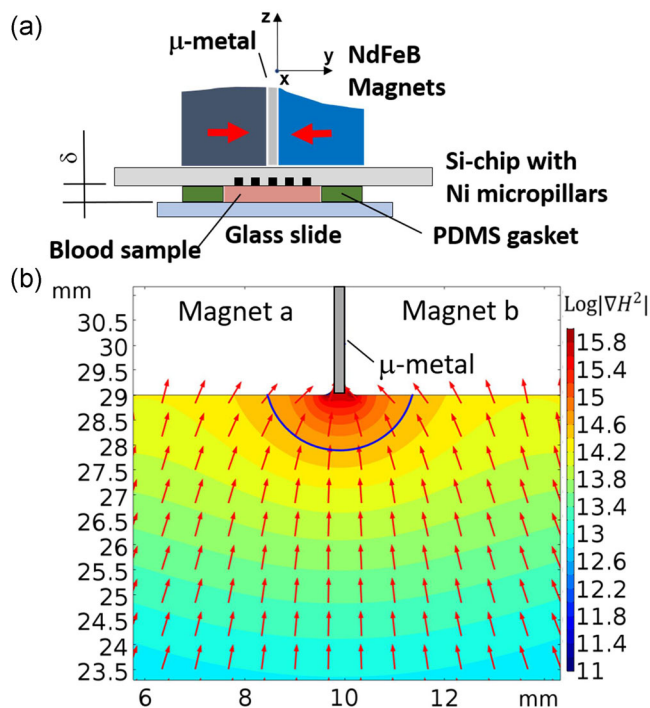 (a)
z
y
x
μ-metal
NdFeB
Magnets
δ
Si-chip with
Ni micropillars
Blood sample
Glass slide
PDMS gasket
(b)
mm
Magnet a
Magnet b
μ-metal
Log|∇H²|
30.5
30
29.5
29
28.5
28
27.5
27
26.5
26
25.5
25
24.5
24
23.5
6
8
10
12
mm
15.8
15.4
15
14.6
14.2
13.8
13.4
13
12.6
12.2
11.8
11.4
11